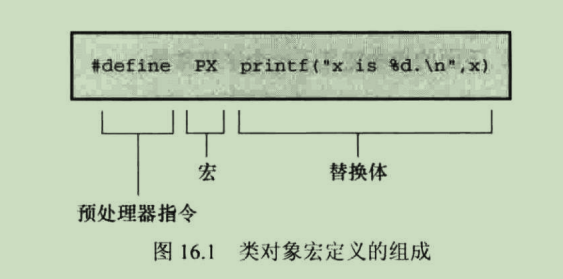 #define PX printf("x is %d.\n",x)
宏 替换体
预处理器指令
图 16.1 类对象宏定义的组成